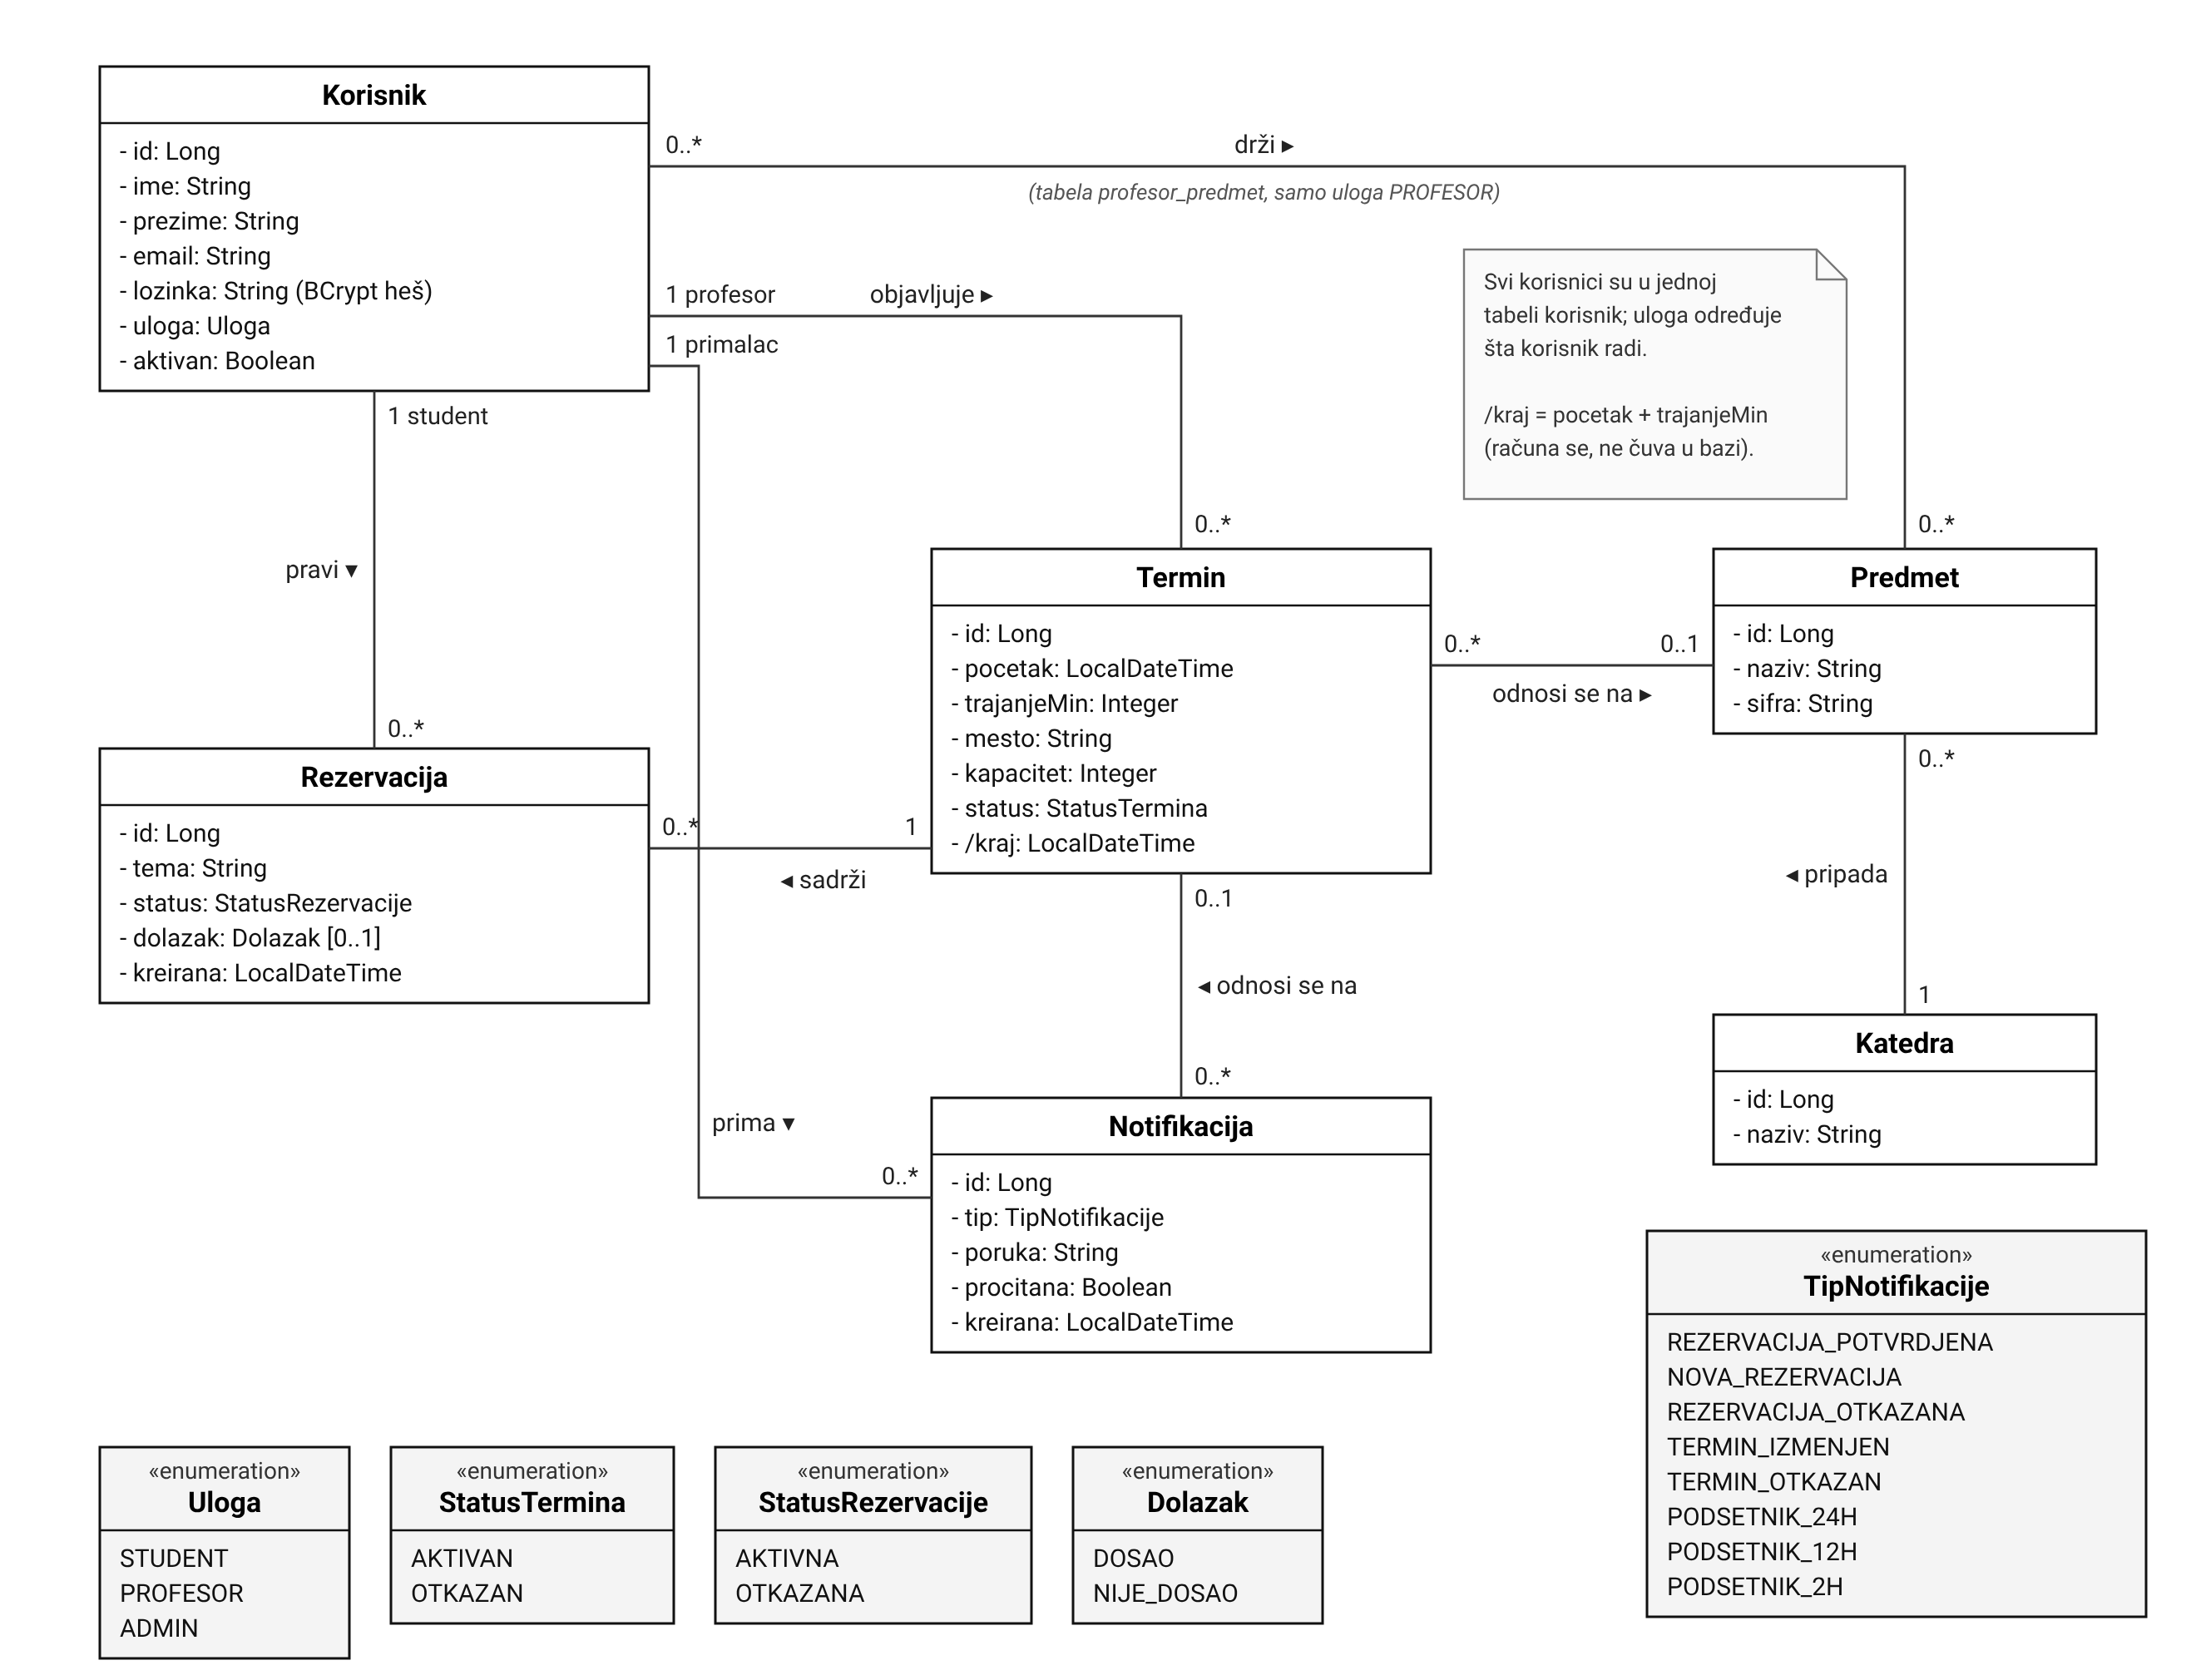 Korisnik
- id: Long
- ime: String
- prezime: String
- email: String
- lozinka: String (BCrypt heš)
- uloga: Uloga
- aktivan: Boolean
0..*
drži ▸
(tabela profesor_predmet, samo uloga PROFESOR)
1 profesor
objavljuje ▸
1 primalac
1 student
Svi korisnici su u jednoj
tabeli korisnik; uloga određuje
šta korisnik radi.
/kraj = pocetak + trajanjeMin
(računa se, ne čuva u bazi).
0..*
0..*
pravi ▾
0..*
Termin
- id: Long
- pocetak: LocalDateTime
- trajanjeMin: Integer
- mesto: String
- kapacitet: Integer
- status: StatusTermina
- /kraj: LocalDateTime
0..*
0..1
odnosi se na ▸
Predmet
- id: Long
- naziv: String
- sifra: String
0..*
Rezervacija
- id: Long
- tema: String
- status: StatusRezervacije
- dolazak: Dolazak [0..1]
- kreirana: LocalDateTime
0..*
1
◂ sadrži
0..1
◂ odnosi se na
0..*
◂ pripada
1
Katedra
- id: Long
- naziv: String
prima ▾
0..*
Notifikacija
- id: Long
- tip: TipNotifikacije
- poruka: String
- procitana: Boolean
- kreirana: LocalDateTime
«enumeration»
TipNotifikacije
REZERVACIJA_POTVRDJENA
NOVA_REZERVACIJA
REZERVACIJA_OTKAZANA
TERMIN_IZMENJEN
TERMIN_OTKAZAN
PODSETNIK_24H
PODSETNIK_12H
PODSETNIK_2H
«enumeration»
Uloga
STUDENT
PROFESOR
ADMIN
«enumeration»
StatusTermina
AKTIVAN
OTKAZAN
«enumeration»
StatusRezervacije
AKTIVNA
OTKAZANA
«enumeration»
Dolazak
DOSAO
NIJE_DOSAO